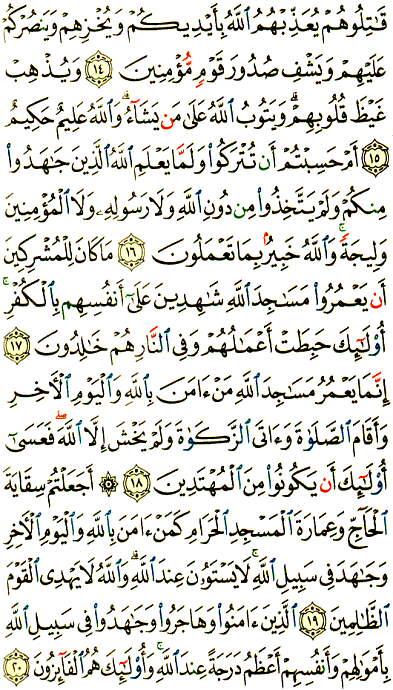 قَٰتِلُوهُمْ يُعَذِّبْهُمُ ٱللَّهُ بِأَيْدِيكُمْ وَيُخْزِهِمْ وَيَنصُرْكُمْ
عَلَيْهِمْ وَيَشْفِ صُدُورَ قَوْمٍ مُّؤْمِنِينَ ١٤ وَيُذْهِبْ
غَيْظَ قُلُوبِهِمْ ۗ وَيَتُوبُ ٱللَّهُ عَلَىٰ مَن يَشَآءُ ۗ وَٱللَّهُ عَلِيمٌ حَكِيمٌ
١٥ أَمْ حَسِبْتُمْ أَن تُتْرَكُوا۟ وَلَمَّا يَعْلَمِ ٱللَّهُ ٱلَّذِينَ جَٰهَدُوا۟
مِنكُمْ وَلَمْ يَتَّخِذُوا۟ مِن دُونِ ٱللَّهِ وَلَا رَسُولِهِۦ وَلَا ٱلْمُؤْمِنِينَ
وَلِيجَةً ۚ وَٱللَّهُ خَبِيرٌۢ بِمَا تَعْمَلُونَ ١٦ مَا كَانَ لِلْمُشْرِكِينَ
أَن يَعْمُرُوا۟ مَسَٰجِدَ ٱللَّهِ شَٰهِدِينَ عَلَىٰٓ أَنفُسِهِم بِٱلْكُفْرِ ۚ
أُو۟لَٰٓئِكَ حَبِطَتْ أَعْمَٰلُهُمْ وَفِى ٱلنَّارِ هُمْ خَٰلِدُونَ ١٧
إِنَّمَا يَعْمُرُ مَسَٰجِدَ ٱللَّهِ مَنْ ءَامَنَ بِٱللَّهِ وَٱلْيَوْمِ ٱلْءَاخِرِ
وَأَقَامَ ٱلصَّلَوٰةَ وَءَاتَى ٱلزَّكَوٰةَ وَلَمْ يَخْشَ إِلَّا ٱللَّهَ ۖ فَعَسَىٰٓ
أُو۟لَٰٓئِكَ أَن يَكُونُوا۟ مِنَ ٱلْمُهْتَدِينَ ١٨ ۞ أَجَعَلْتُمْ سِقَايَةَ
ٱلْحَآجِّ وَعِمَارَةَ ٱلْمَسْجِدِ ٱلْحَرَامِ كَمَنْ ءَامَنَ بِٱللَّهِ وَٱلْيَوْمِ ٱلْءَاخِرِ
وَجَٰهَدَ فِى سَبِيلِ ٱللَّهِ ۚ لَا يَسْتَوُۥنَ عِندَ ٱللَّهِ ۗ وَٱللَّهُ لَا يَهْدِى ٱلْقَوْمَ
ٱلظَّٰلِمِينَ ١٩ ٱلَّذِينَ ءَامَنُوا۟ وَهَاجَرُوا۟ وَجَٰهَدُوا۟ فِى سَبِيلِ ٱللَّهِ
بِأَمْوَٰلِهِمْ وَأَنفُسِهِمْ أَعْظَمُ دَرَجَةً عِندَ ٱللَّهِ ۚ وَأُو۟لَٰٓئِكَ هُمُ ٱلْفَآئِزُونَ ٢٠